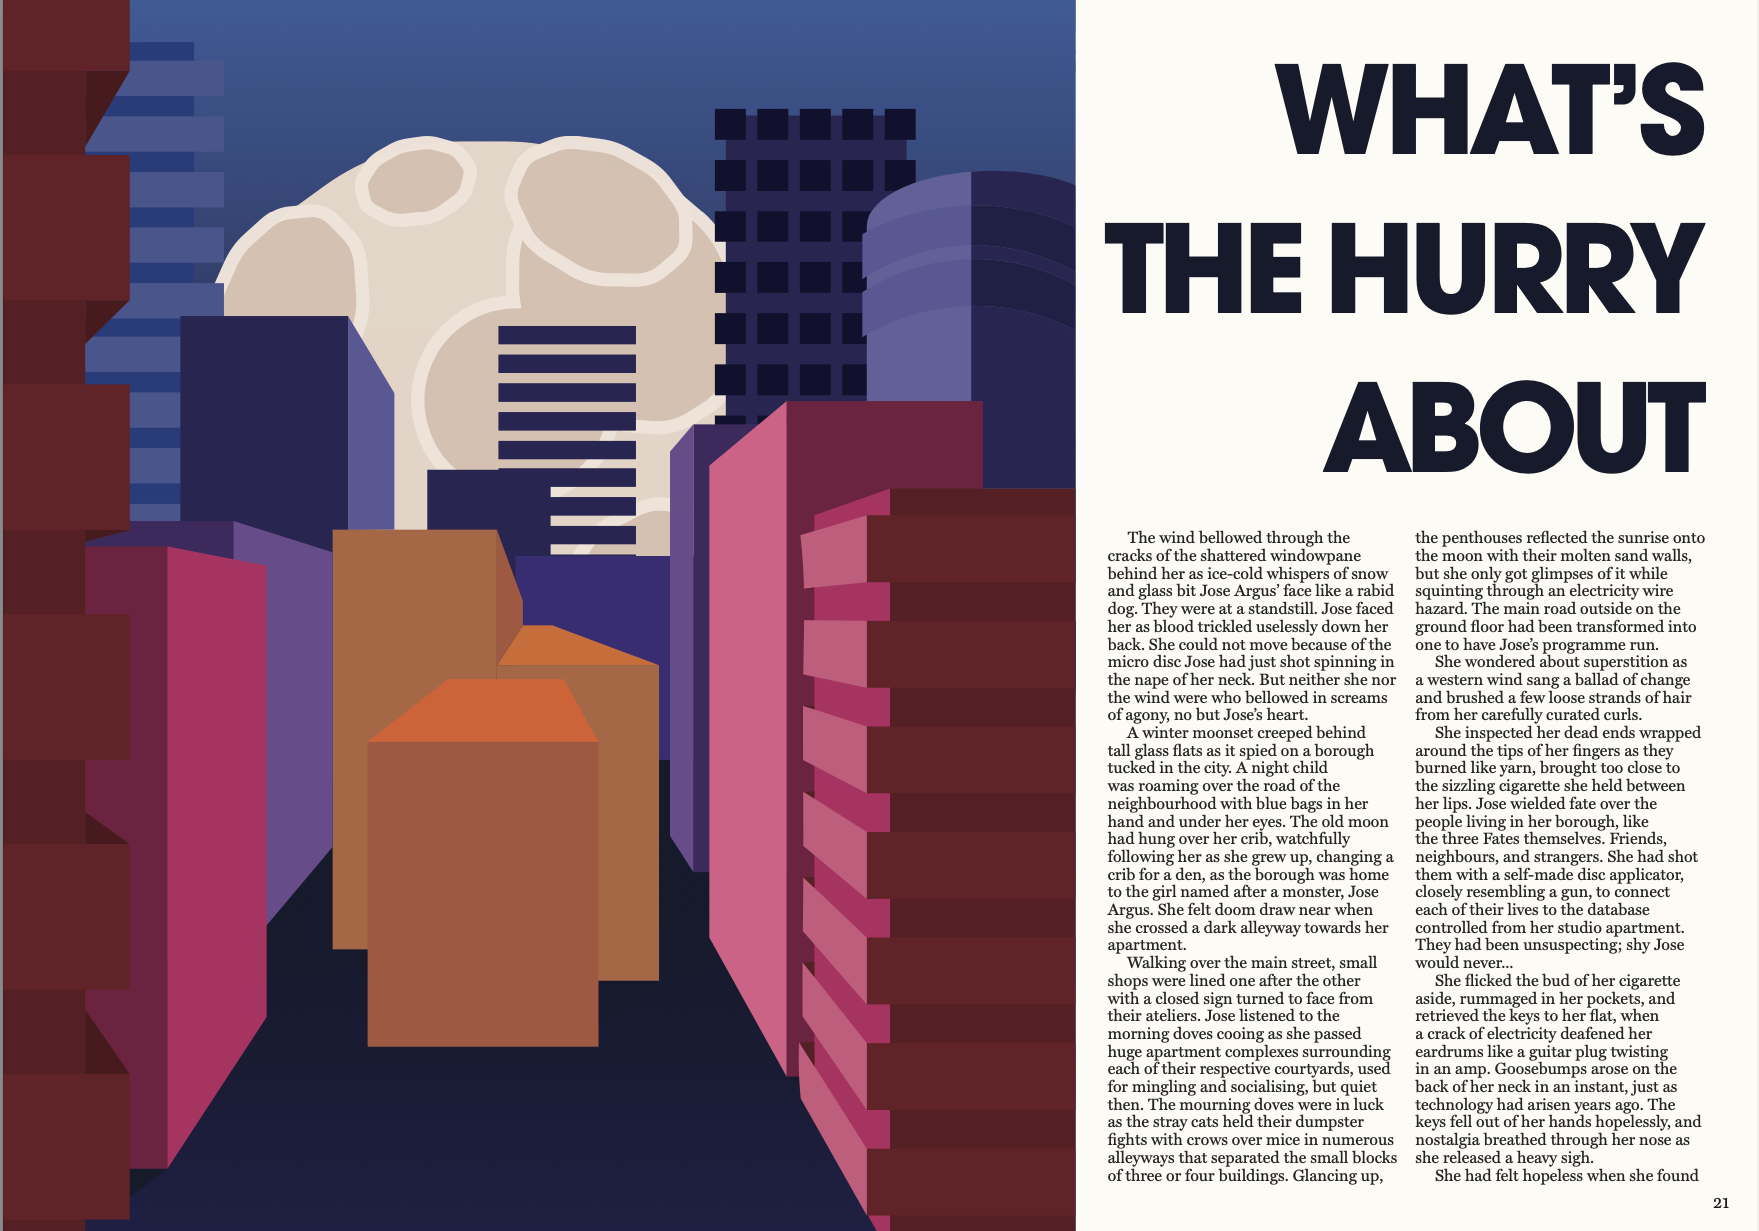 WHAT'S
THE HURRY
ABOUT
The wind bellowed through the
cracks of the shattered windowpane
behind her as ice-cold whispers of snow
and glass bit Jose Argus' face like a rabid
dog. They were at a standstill. Jose faced
her as blood trickled uselessly down her
back. She could not move because of the
micro disc Jose had just shot spinning in
the nape of her neck. But neither she nor
the wind were who bellowed in screams
of agony, no but Jose's heart.
A winter moonset creeped behind
tall glass flats as it spied on a borough
tucked in the city. A night child
was roaming over the road of the
neighbourhood with blue bags in her
hand and under her eyes. The old moon
had hung over her crib, watchfully
following her as she grew up, changing a
crib for a den, as the borough was home
to the girl named after a monster, Jose
Argus. She felt doom draw near when
she crossed a dark alleyway towards her
apartment.
Walking over the main street, small
shops were lined one after the other
with a closed sign turned to face from
their ateliers. Jose listened to the
morning doves cooing as she passed
huge apartment complexes surrounding
each of their respective courtyards, used
for mingling and socialising, but quiet
then. The mourning doves were in luck
as the stray cats held their dumpster
fights with crows over mice in numerous
alleyways that separated the small blocks
of three or four buildings. Glancing up,
the penthouses reflected the sunrise onto
the moon with their molten sand walls,
but she only got glimpses of it while
squinting through an electricity wire
hazard. The main road outside on the
ground floor had been transformed into
one to have Jose's programme run.
She wondered about superstition as
a western wind sang a ballad of change
and brushed a few loose strands of hair
from her carefully curated curls.
She inspected her dead ends wrapped
around the tips of her fingers as they
burned like yarn, brought too close to
the sizzling cigarette she held between
her lips. Jose wielded fate over the
people living in her borough, like
the three Fates themselves. Friends,
neighbours, and strangers. She had shot
them with a self-made disc applicator,
closely resembling a gun, to connect
each of their lives to the database
controlled from her studio apartment.
They had been unsuspecting; shy Jose
would never...
She flicked the bud of her cigarette
aside, rummaged in her pockets, and
retrieved the keys to her flat, when
a crack of electricity deafened her
eardrums like a guitar plug twisting
in an amp. Goosebumps arose on the
back of her neck in an instant, just as
technology had arisen years ago. The
keys fell out of her hands hopelessly, and
nostalgia breathed through her nose as
she released a heavy sigh.
She had felt hopeless when she found
21